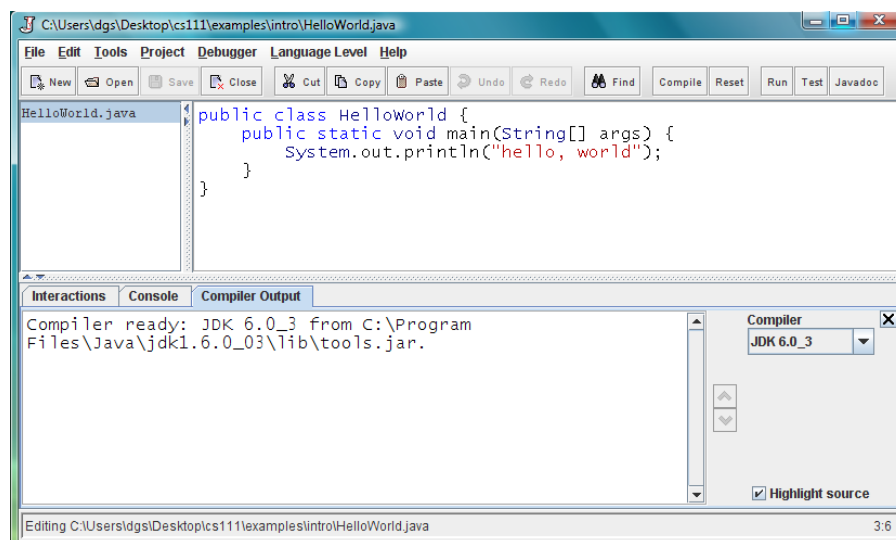 C:\Users\dgs\Desktop\cs111\examples\intro\HelloWorld.java
File Edit Tools Project Debugger Language Level Help
New Open Save Close Cut Copy Paste Undo Redo Find Compile Reset Run Test Javadoc
HelloWorld.java
public class HelloWorld {
    public static void main(String[] args) {
        System.out.println("hello, world");
    }
}
Interactions Console Compiler Output
Compiler ready: JDK 6.0_3 from C:\Program
Files\Java\jdk1.6.0_03\lib\tools.jar.
Compiler
JDK 6.0_3
Highlight source
Editing C:\Users\dgs\Desktop\cs111\examples\intro\HelloWorld.java 3:6